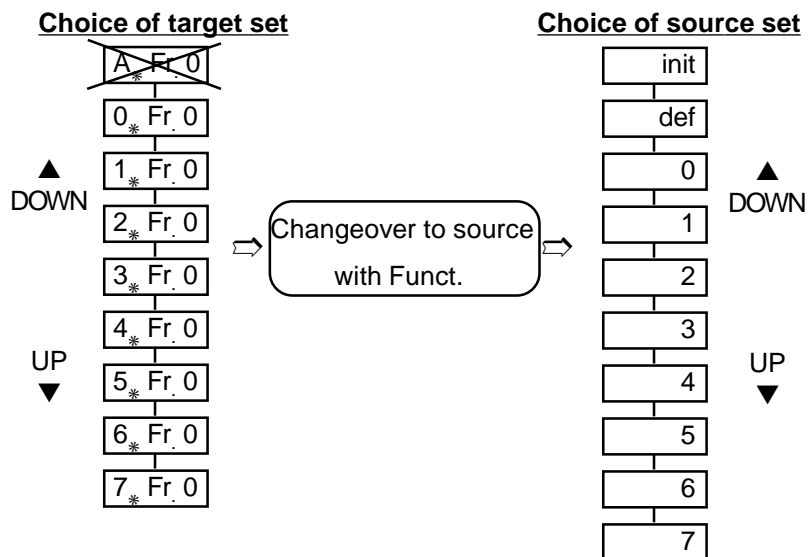 Choice of target set
A* Fr. 0
0* Fr. 0
1* Fr. 0
2* Fr. 0
3* Fr. 0
4* Fr. 0
5* Fr. 0
6* Fr. 0
7* Fr. 0
▲
DOWN
UP
▼
⇨
Changeover to source
with Funct.
⇨
Choice of source set
init
def
0
1
2
3
4
5
6
7
▲
DOWN
UP
▼